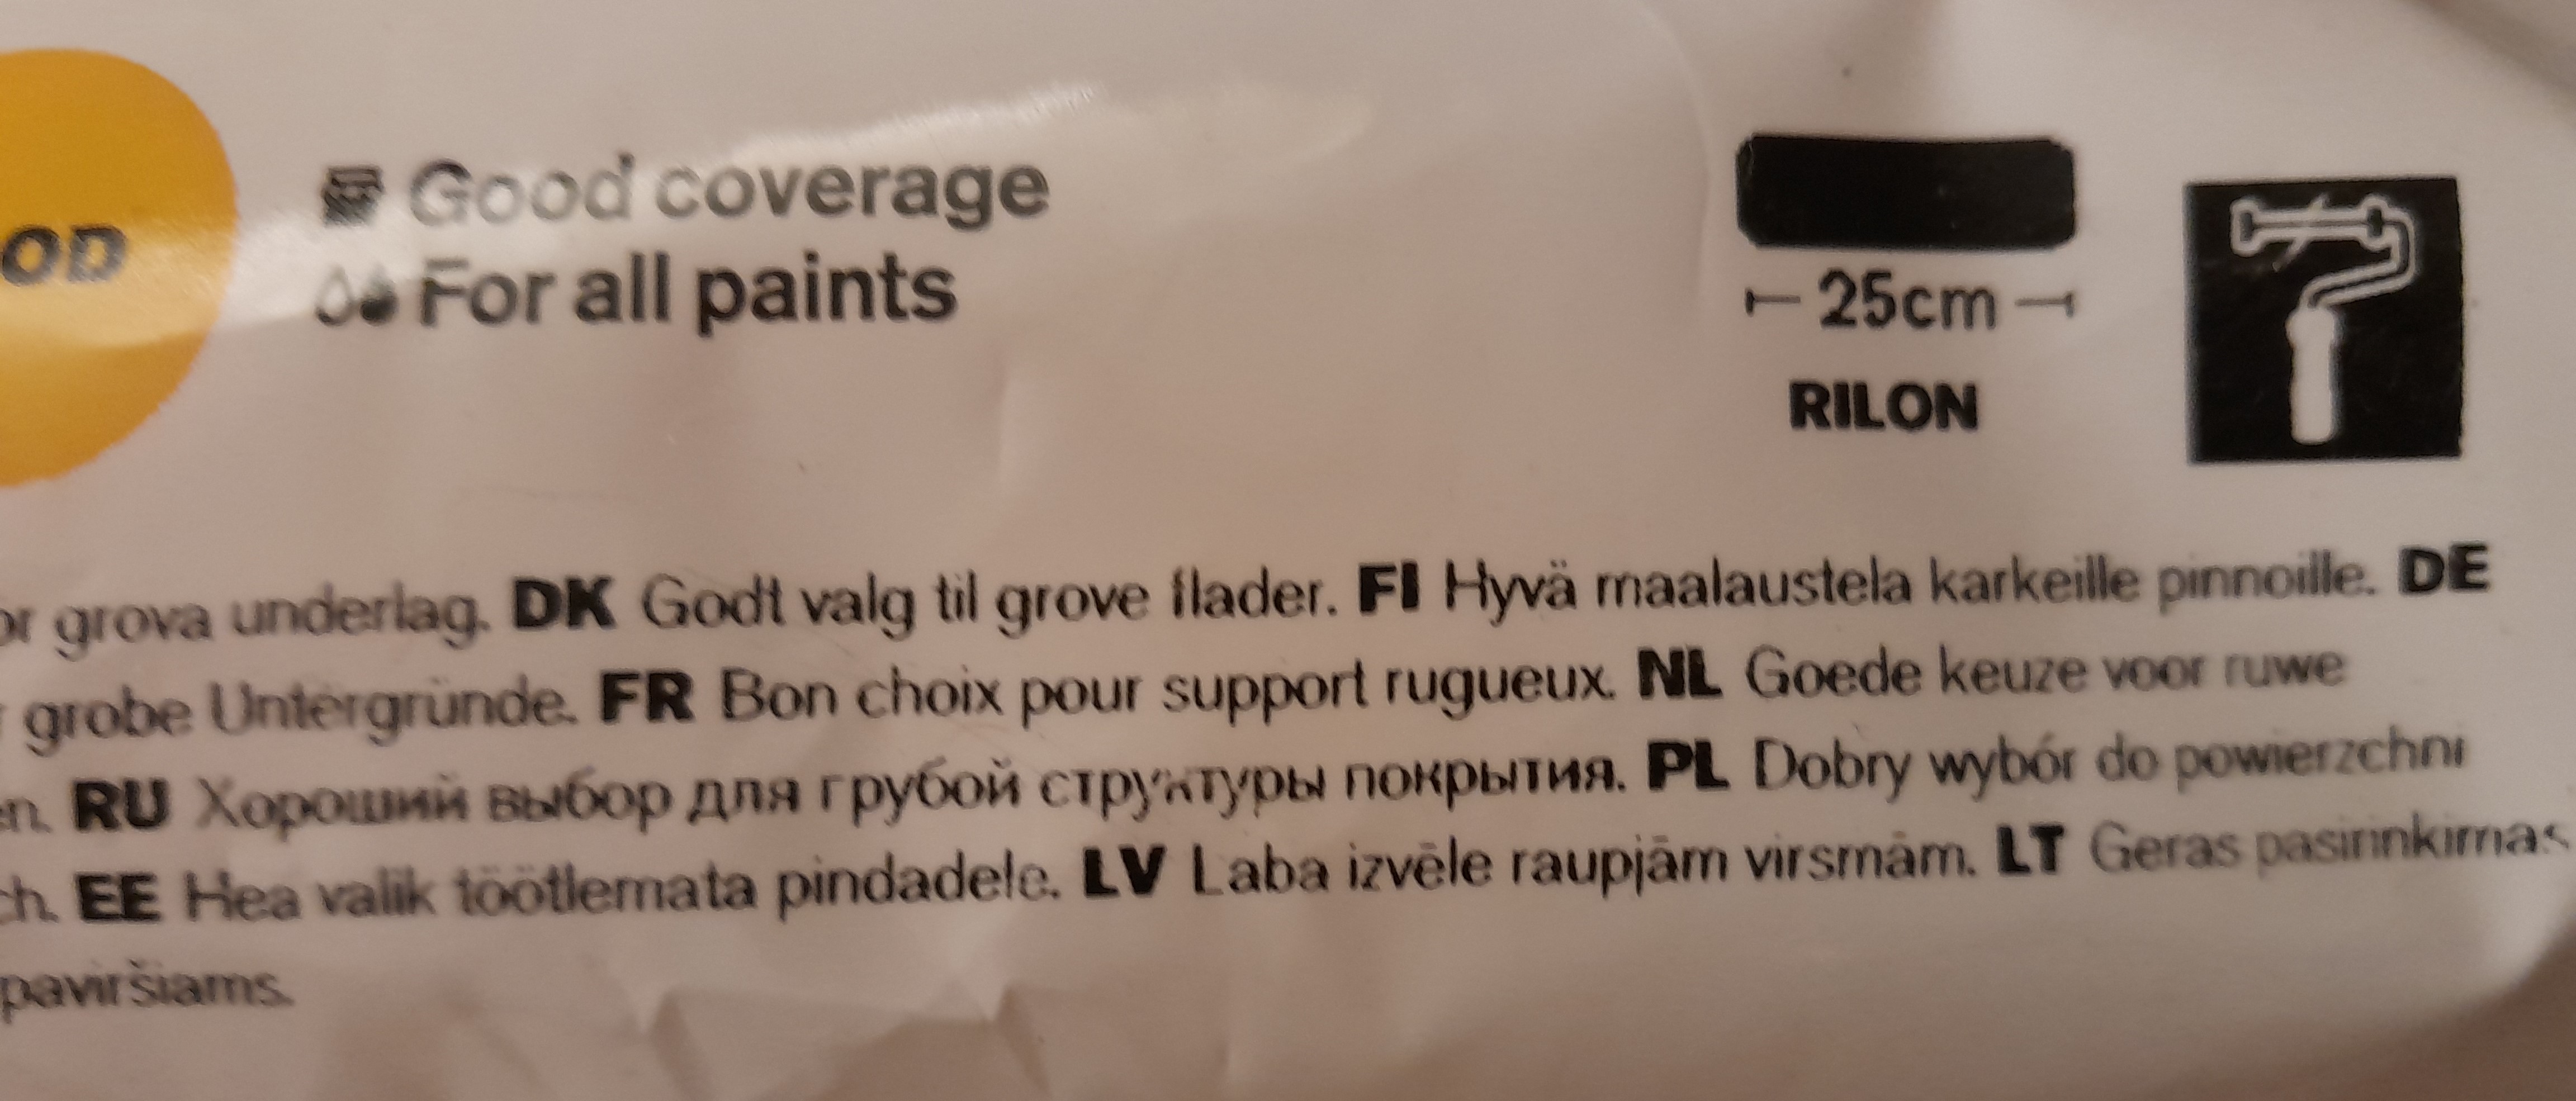 OD
Good coverage
For all paints
25cm
RILON
or grova underlag. DK Godt valg til grove flader. FI Hyvä maalaustela karkeille pinnoille. DE
grobe Untergründe. FR Bon choix pour support rugueux. NL Goede keuze voor ruwe
en. RU Хороший выбор для грубой структуры покрытия. PL Dobry wybór do powierzchni
ch. EE Hea valik töötlemata pindadele. LV Laba izvēle raupjām virsmām. LT Geras pasirinkimas
paviršiams.